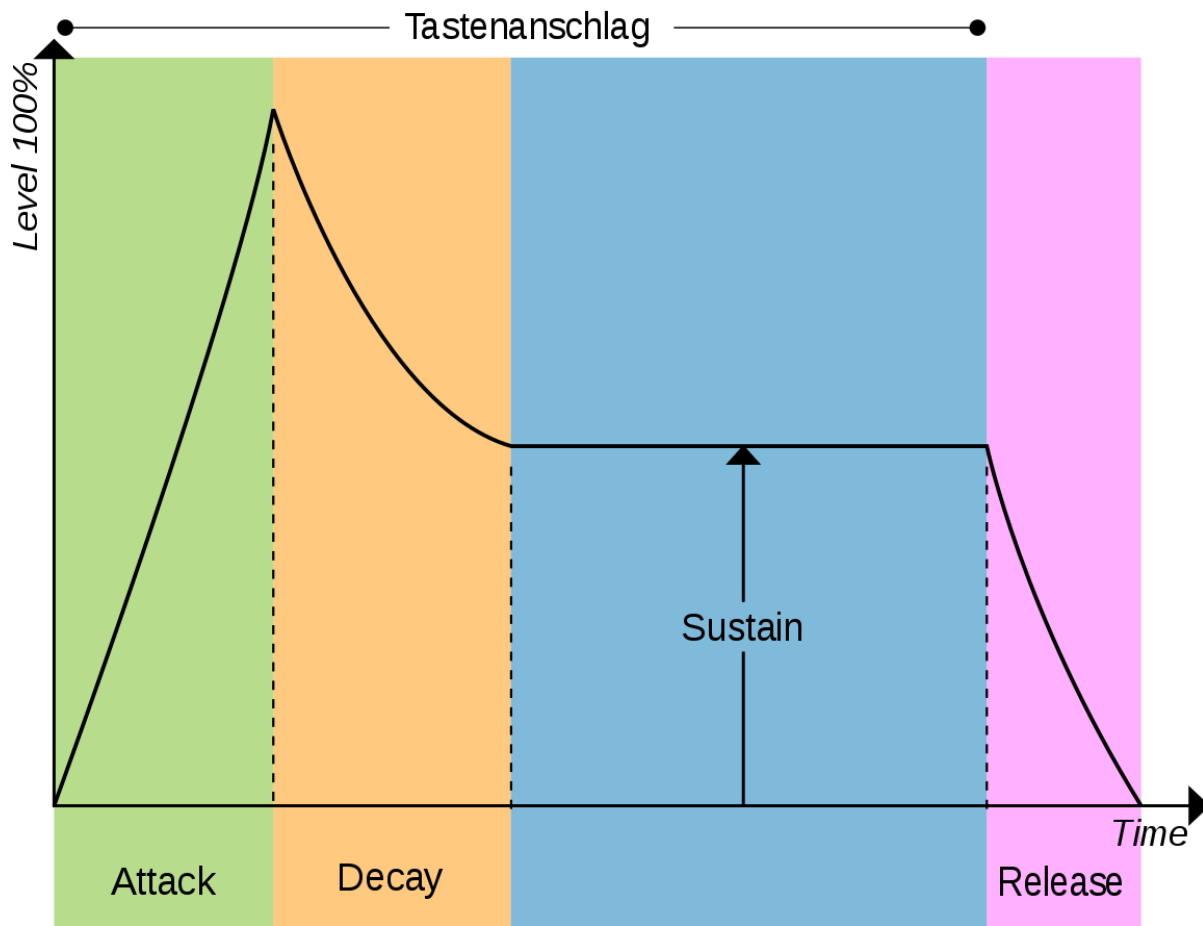 Tastenanschlag
Level 100%
Sustain
Time
Attack
Decay
Release